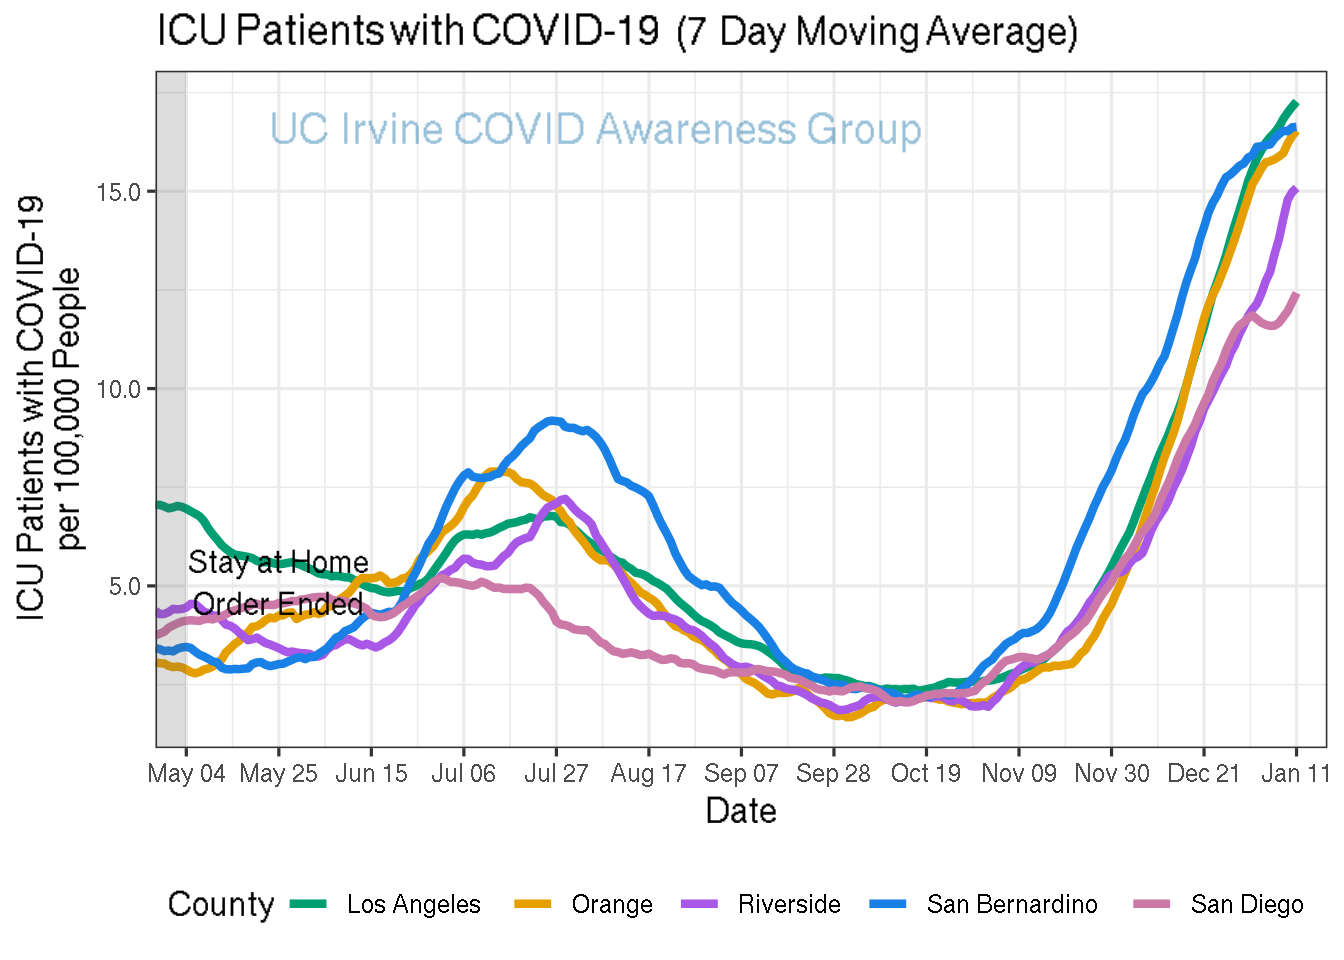 ICU Patients with COVID-19 (7 Day Moving Average)
UC Irvine COVID Awareness Group
ICU Patients with COVID-19
per 100,000 People
15.0
10.0
5.0
Stay at Home
Order Ended
May 04 May 25 Jun 15 Jul 06 Jul 27 Aug 17 Sep 07 Sep 28 Oct 19 Nov 09 Nov 30 Dec 21 Jan 11
Date
County Los Angeles Orange Riverside San Bernardino San Diego